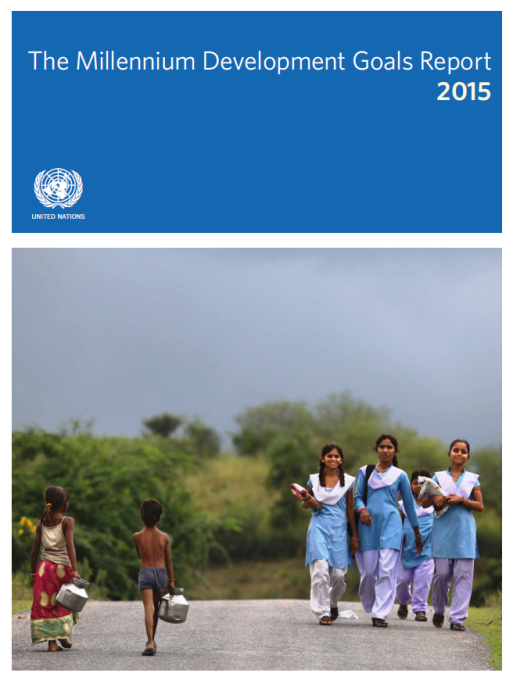 The Millennium Development Goals Report
2015
UNITED NATIONS